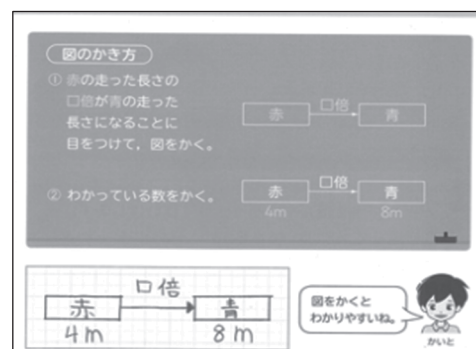 図のかき方
① 赤の走った長さの
□倍が青の走った
長さになることに
目をつけて，図をかく。
赤 □倍 青
② わかっている数をかく。
赤 □倍 青
4m 8m
□倍
赤 青
4m 8m
図をかくと
わかりやすいね。
かいと